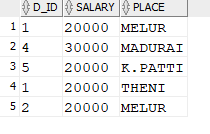 D_ID SALARY PLACE
1 1 20000 MELUR
2 4 30000 MADURAI
3 5 20000 K.PATTI
4 1 20000 THENI
5 2 20000 MELUR